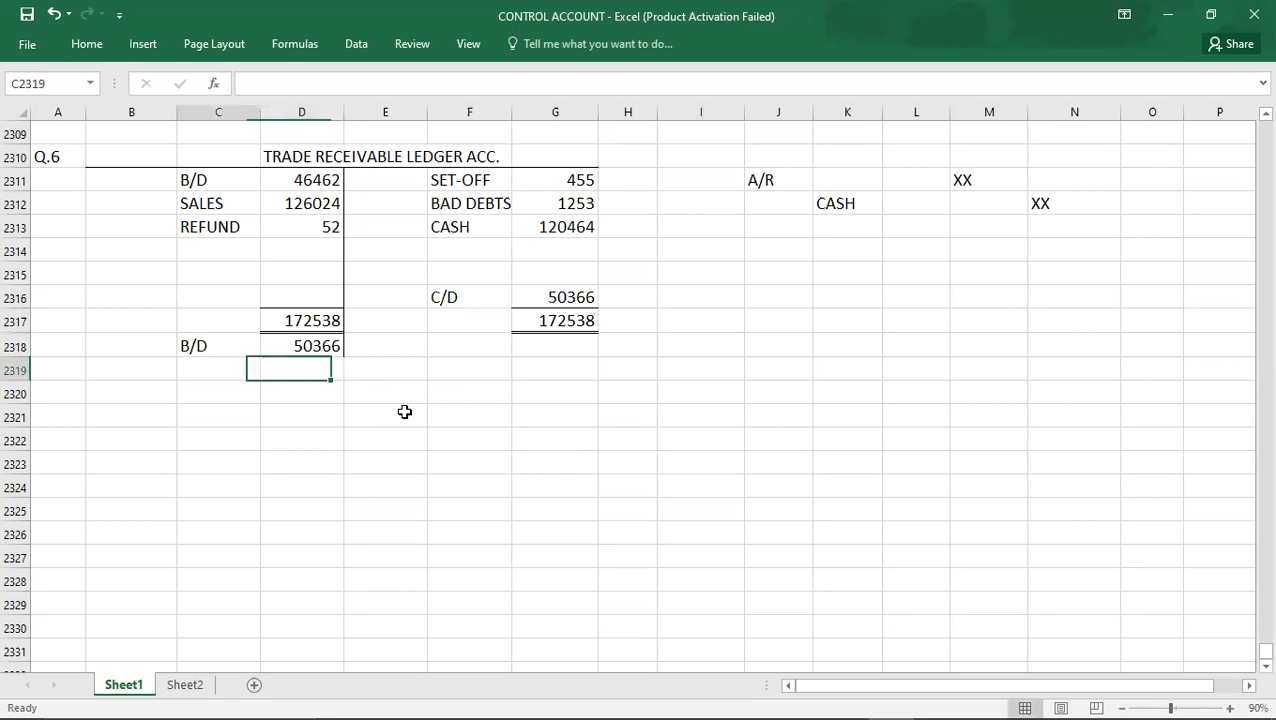 CONTROL ACCOUNT - Excel (Product Activation Failed)
File Home Insert Page Layout Formulas Data Review View Tell me what you want to do... Share
C2319 fx
A B C D E F G H I J K L M N O P
2309
2310 Q.6 TRADE RECEIVABLE LEDGER ACC.
2311 B/D 46462 SET-OFF 455 A/R XX
2312 SALES 126024 BAD DEBTS 1253 CASH XX
2313 REFUND 52 CASH 120464
2314
2315
2316 C/D 50366
2317 172538 172538
2318 B/D 50366
2319
2320
2321
2322
2323
2324
2325
2326
2327
2328
2329
2330
2331
Sheet1 Sheet2
Ready 90%